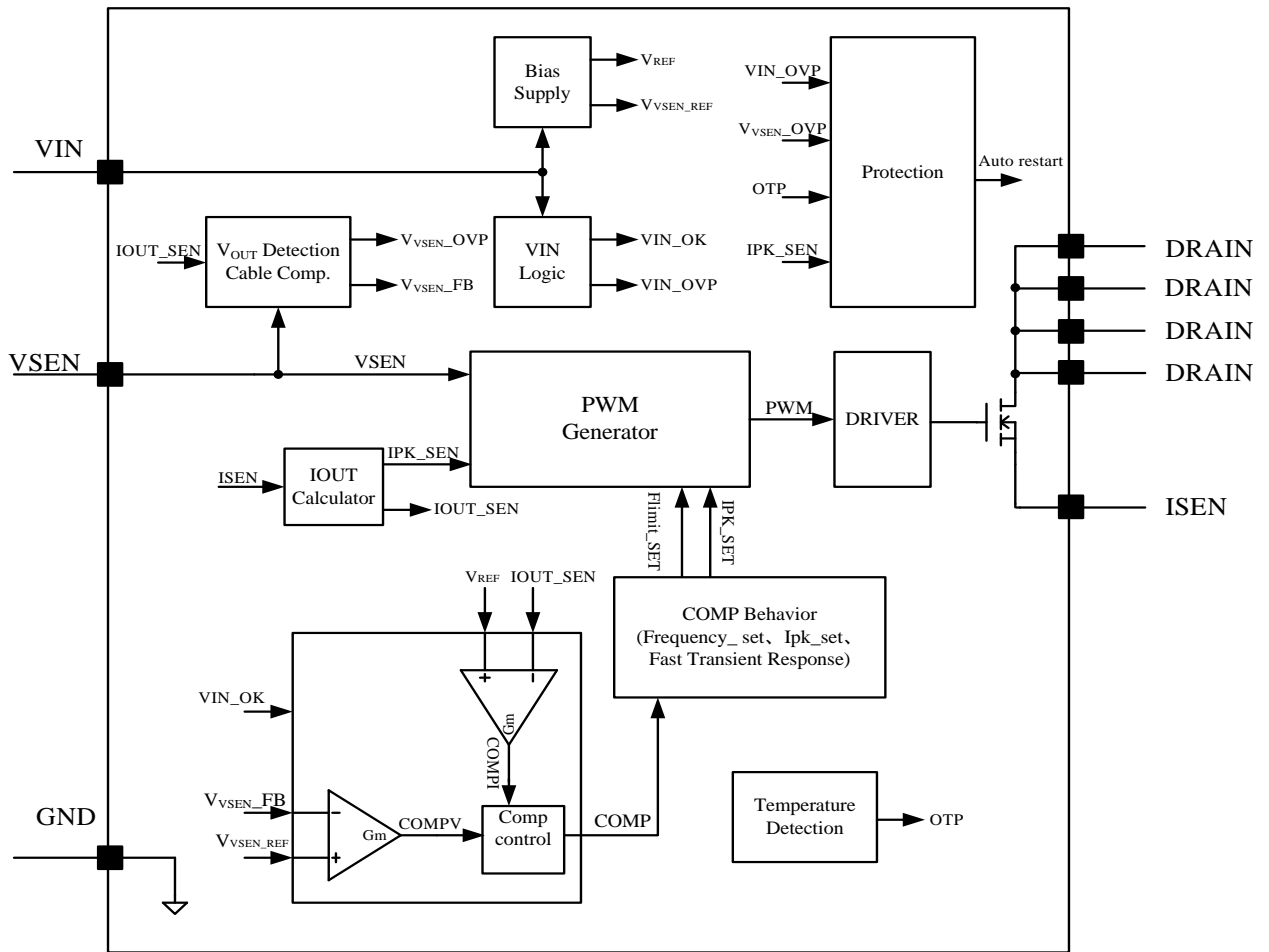 Bias
Supply
VREF
VVSEN_REF
VIN
VIN_OVP
VVSEN_OVP
OTP
IPK_SEN
Protection
Auto restart
IOUT_SEN
VOUT Detection
Cable Comp.
VVSEN_OVP
VVSEN_FB
VIN
Logic
VIN_OK
VIN_OVP
DRAIN
DRAIN
DRAIN
DRAIN
VSEN
VSEN
PWM
Generator
PWM
DRIVER
ISEN
IOUT
Calculator
IPK_SEN
IOUT_SEN
Flimit_SET
IPK_SET
ISEN
VREF
IOUT_SEN
COMP Behavior
(Frequency_ set、Ipk_set、
Fast Transient Response)
VIN_OK
+
−
Gm
COMPI
VVSEN_FB
VVSEN_REF
−
+
Gm
COMPV
Comp
control
COMP
GND
Temperature
Detection
OTP